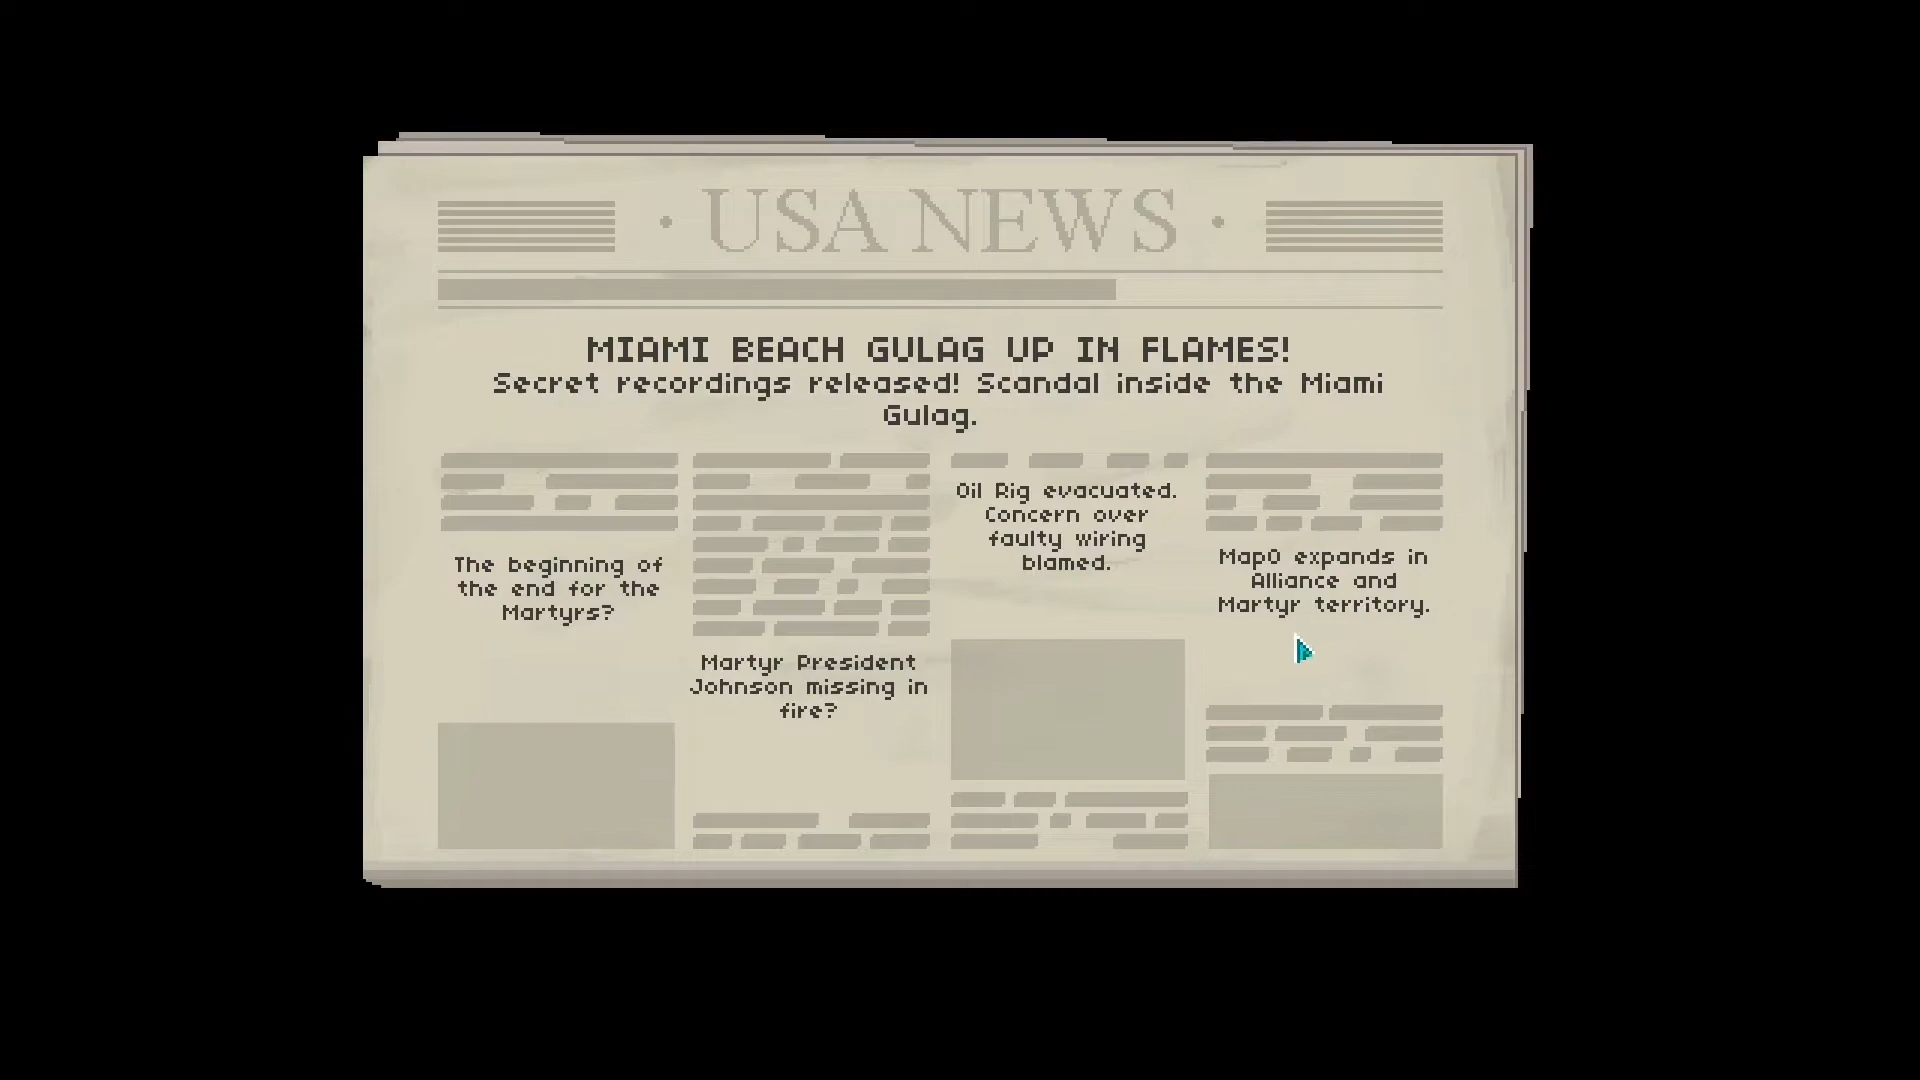 USA NEWS
MIAMI BEACH GULAG UP IN FLAMES!
Secret recordings released! Scandal inside the Miami
Gulag.
The beginning of
the end for the
Martyrs?
Martyr President
Johnson missing in
fire?
Oil Rig evacuated.
Concern over
faulty wiring
blamed.
MapO expands in
Alliance and
Martyr territory.